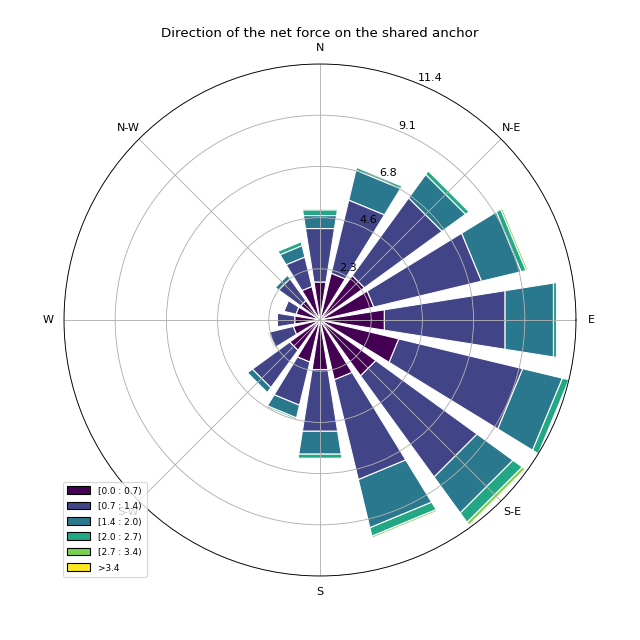 Direction of the net force on the shared anchor
N
11.4
N-W
N-E
9.1
6.8
4.6
2.3
W
E
[0.0 : 0.7)
[0.7 : 1.4)
S-W
S-E
[1.4 : 2.0)
[2.0 : 2.7)
[2.7 : 3.4)
>3.4
S